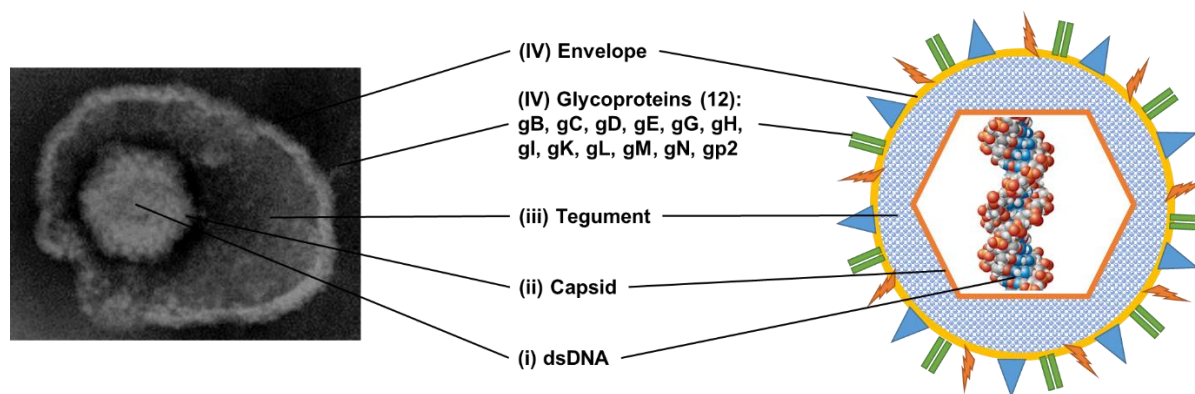 (IV) Envelope
(IV) Glycoproteins (12):
gB, gC, gD, gE, gG, gH,
gI, gK, gL, gM, gN, gp2
(iii) Tegument
(ii) Capsid
(i) dsDNA